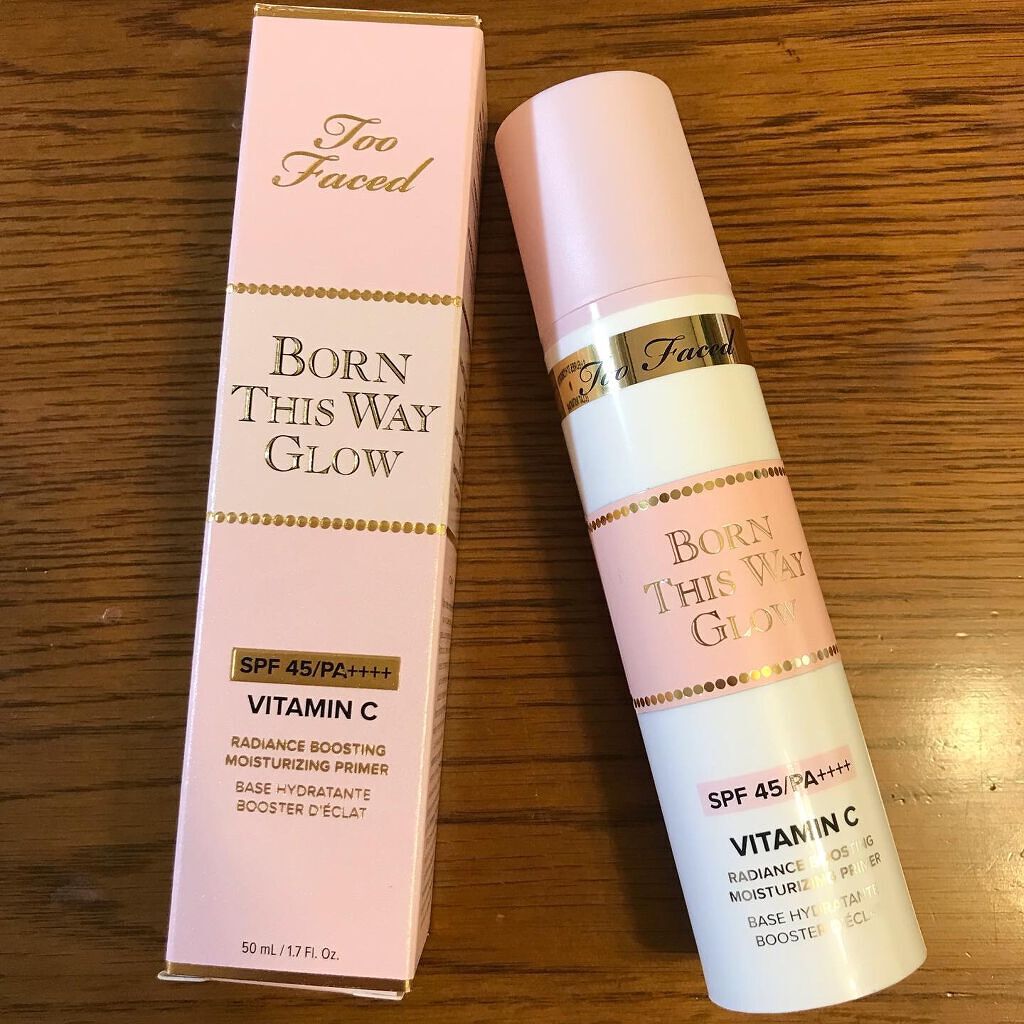 Too
Faced
BORN
THIS WAY
GLOW
SPF 45/PA++++
VITAMIN C
RADIANCE BOOSTING
MOISTURIZING PRIMER
BASE HYDRATANTE
BOOSTER D'ÉCLAT
50 mL / 1.7 Fl. Oz.
Too Faced
BORN
THIS WAY
GLOW
SPF 45/PA++++
VITAMIN C
RADIANCE BOOSTING
MOISTURIZING PRIMER
BASE HYDRATANTE
BOOSTER D'ÉCLAT